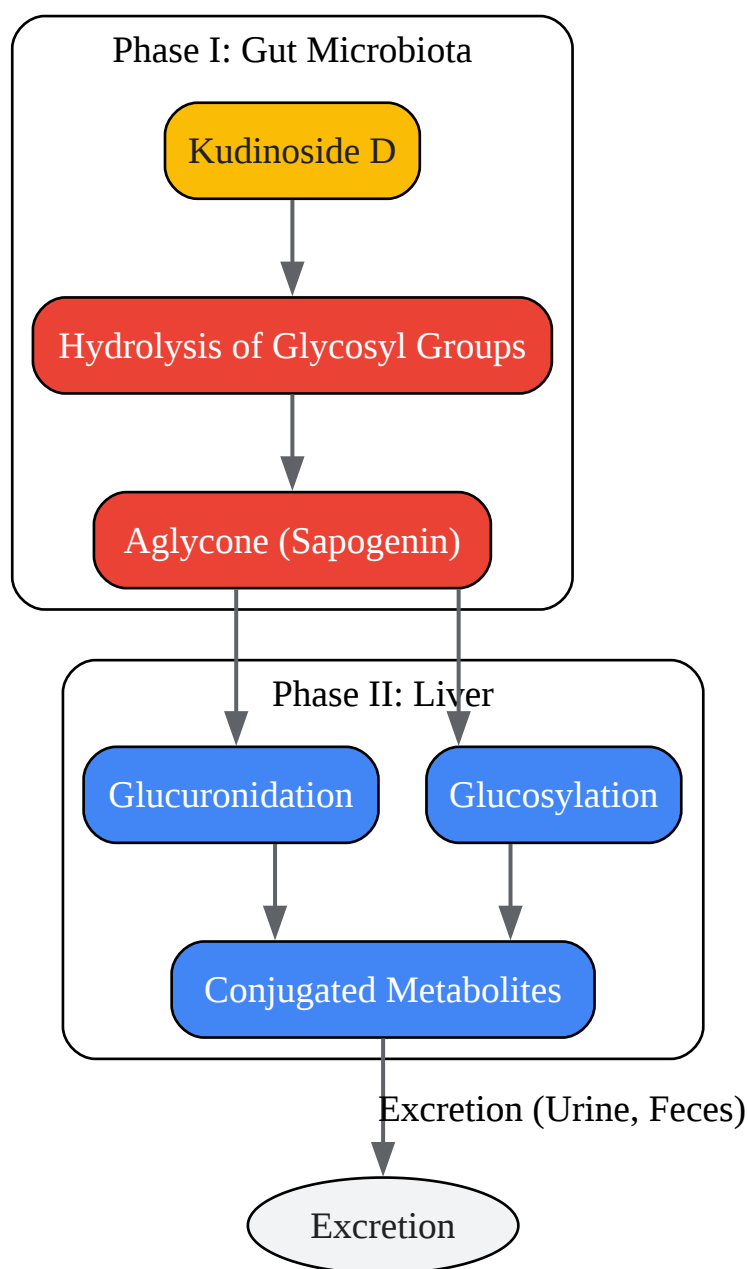 Phase I: Gut Microbiota
Kudinoside D
Hydrolysis of Glycosyl Groups
Aglycone (Sapogenin)
Phase II: Liver
Glucuronidation
Glucosylation
Conjugated Metabolites
Excretion (Urine, Feces)
Excretion